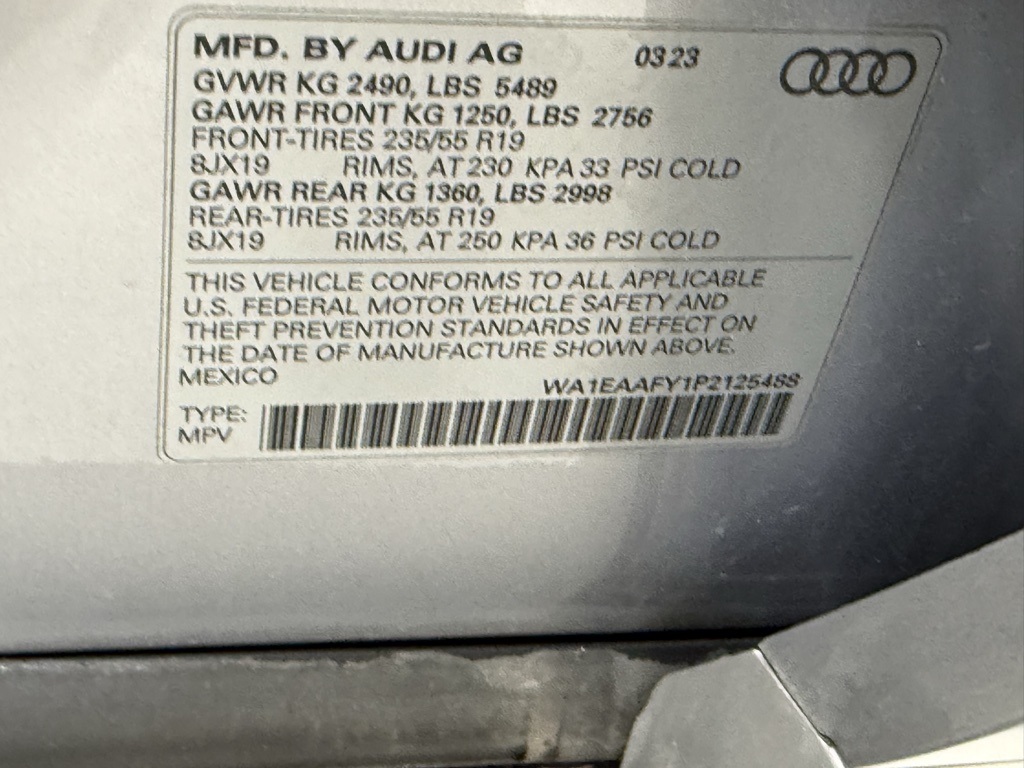 MFD. BY AUDI AG 0323
GVWR KG 2490, LBS 5489
GAWR FRONT KG 1250, LBS 2756
FRONT-TIRES 235/55 R19
8JX19 RIMS, AT 230 KPA 33 PSI COLD
GAWR REAR KG 1360, LBS 2998
REAR-TIRES 235/55 R19
8JX19 RIMS, AT 250 KPA 36 PSI COLD
THIS VEHICLE CONFORMS TO ALL APPLICABLE
U.S. FEDERAL MOTOR VEHICLE SAFETY AND
THEFT PREVENTION STANDARDS IN EFFECT ON
THE DATE OF MANUFACTURE SHOWN ABOVE.
MEXICO WA1EAAFY1P2125488
TYPE:
MPV